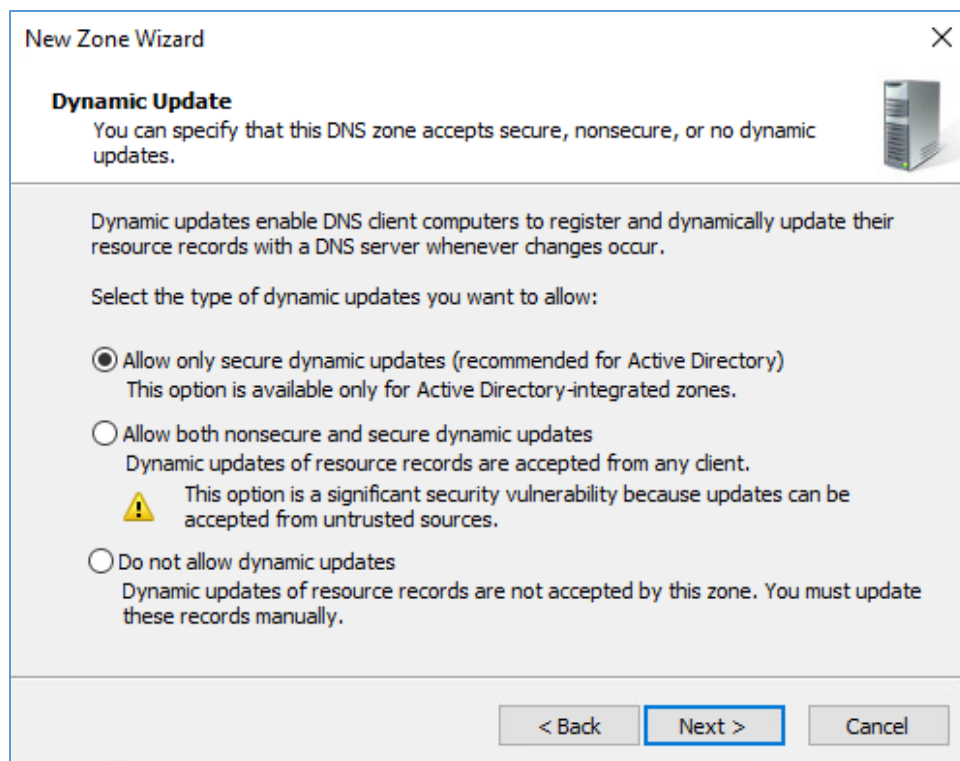 New Zone Wizard
Dynamic Update
You can specify that this DNS zone accepts secure, nonsecure, or no dynamic
updates.
Dynamic updates enable DNS client computers to register and dynamically update their
resource records with a DNS server whenever changes occur.
Select the type of dynamic updates you want to allow:
Allow only secure dynamic updates (recommended for Active Directory)
This option is available only for Active Directory-integrated zones.
Allow both nonsecure and secure dynamic updates
Dynamic updates of resource records are accepted from any client.
This option is a significant security vulnerability because updates can be
accepted from untrusted sources.
Do not allow dynamic updates
Dynamic updates of resource records are not accepted by this zone. You must update
these records manually.
< Back Next > Cancel